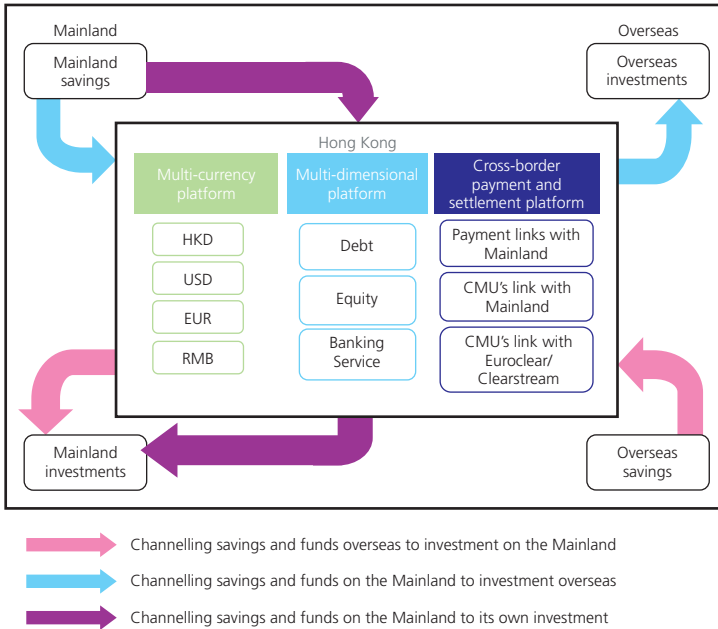 Mainland
Mainland
savings
Overseas
Overseas
investments
Hong Kong
Multi-currency
platform
HKD
USD
EUR
RMB
Multi-dimensional
platform
Debt
Equity
Banking
Service
Cross-border
payment and
settlement platform
Payment links with
Mainland
CMU's link with
Mainland
CMU's link with
Euroclear/
Clearstream
Mainland
investments
Overseas
savings
Channelling savings and funds overseas to investment on the Mainland
Channelling savings and funds on the Mainland to investment overseas
Channelling savings and funds on the Mainland to its own investment